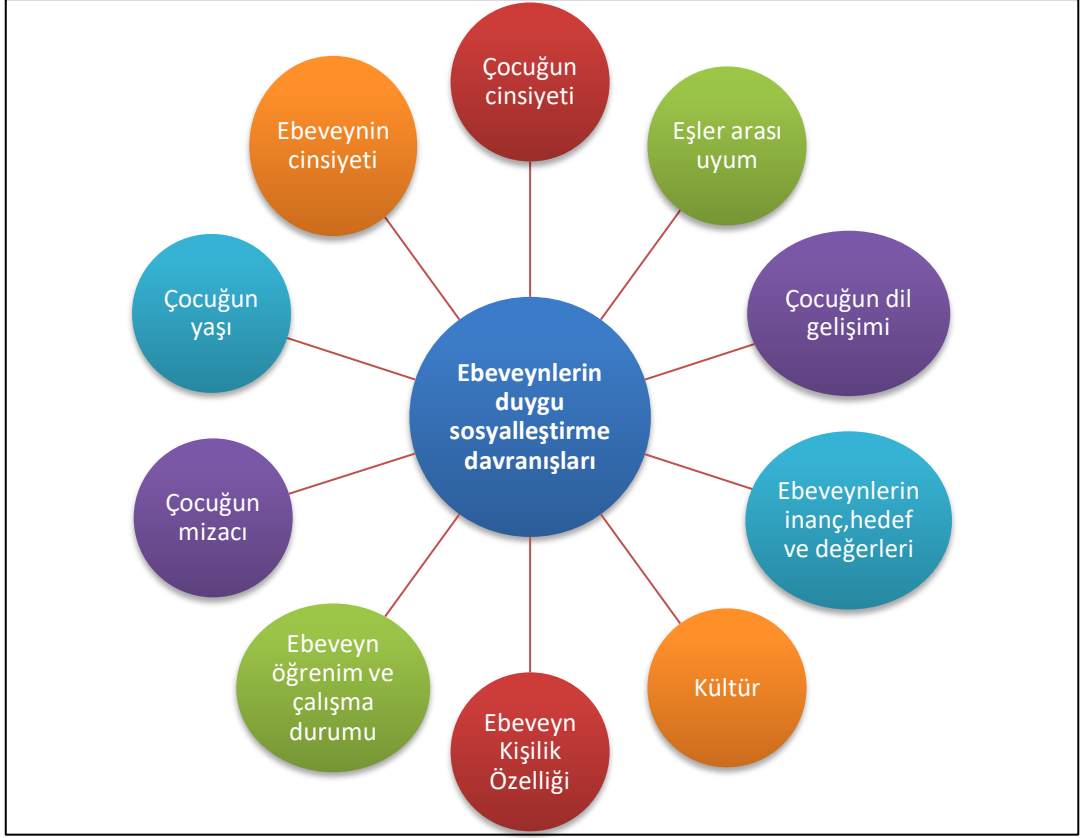 Çocuğun
cinsiyeti
Eşler arası
uyum
Çocuğun dil
gelişimi
Ebeveynlerin
inanç,hedef
ve değerleri
Kültür
Ebeveyn
Kişilik
Özelliği
Ebeveyn
öğrenim ve
çalışma
durumu
Çocuğun
mizacı
Çocuğun
yaşı
Ebeveynin
cinsiyeti
Ebeveynlerin
duygu
sosyalleştirme
davranışları